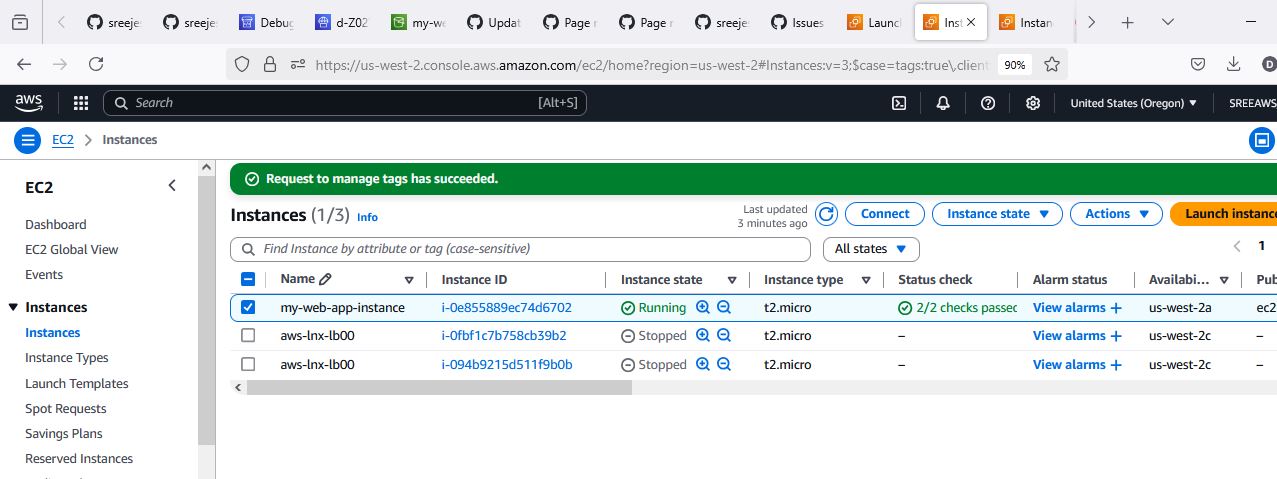 sreejes
sreejes
Debug
d-Z02
my-we
Updat
Page r
Page r
sreejes
Issues
Launc
Inst
Instan
https://us-west-2.console.aws.amazon.com/ec2/home?region=us-west-2#Instances:v=3;$case=tags:true\,client
90%
D
aws
Search
[Alt+S]
United States (Oregon)
SREEAWS
EC2 > Instances
EC2
Dashboard
EC2 Global View
Events
Instances
Instances
Instance Types
Launch Templates
Spot Requests
Savings Plans
Reserved Instances
Request to manage tags has succeeded.
Instances (1/3) Info
Last updated
3 minutes ago
Connect
Instance state
Actions
Launch instance
Find Instance by attribute or tag (case-sensitive)
All states
1
Name Instance ID Instance state Instance type Status check Alarm status Availabi... Pub
my-web-app-instance i-0e855889ec74d6702 Running t2.micro 2/2 checks passed View alarms + us-west-2a ec2
aws-lnx-lb00 i-0fbf1c7b758cb39b2 Stopped t2.micro – View alarms + us-west-2c –
aws-lnx-lb00 i-094b9215d511f9b0b Stopped t2.micro – View alarms + us-west-2c –